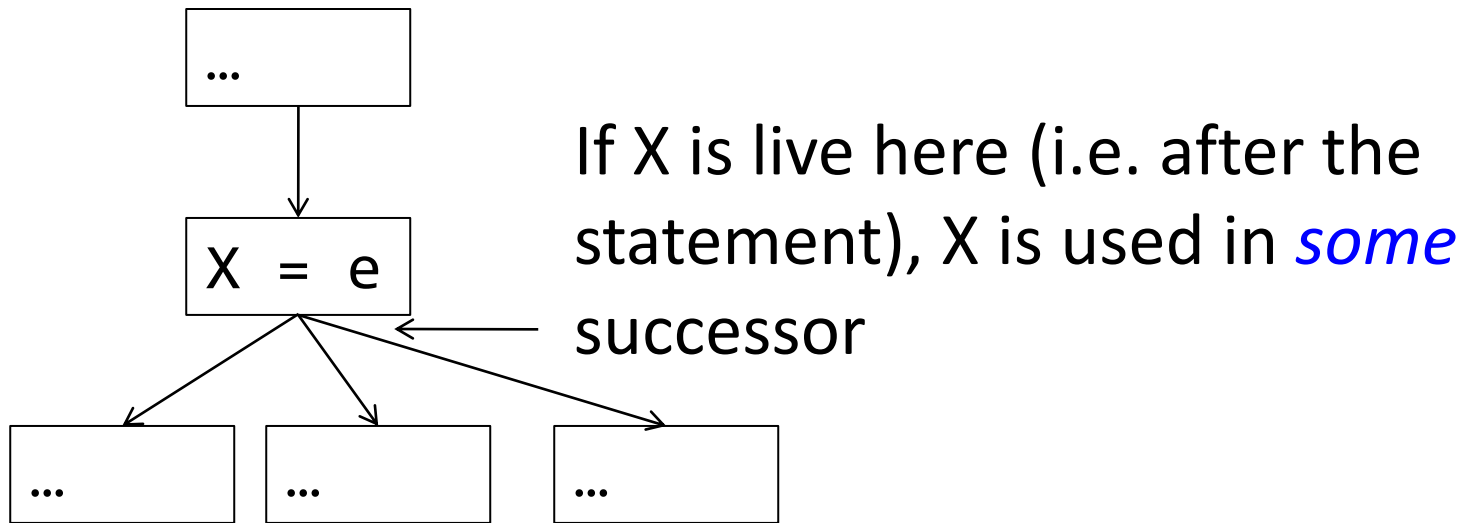 …
If X is live here (i.e. after the
statement), X is used in some
successor
X = e
… … …